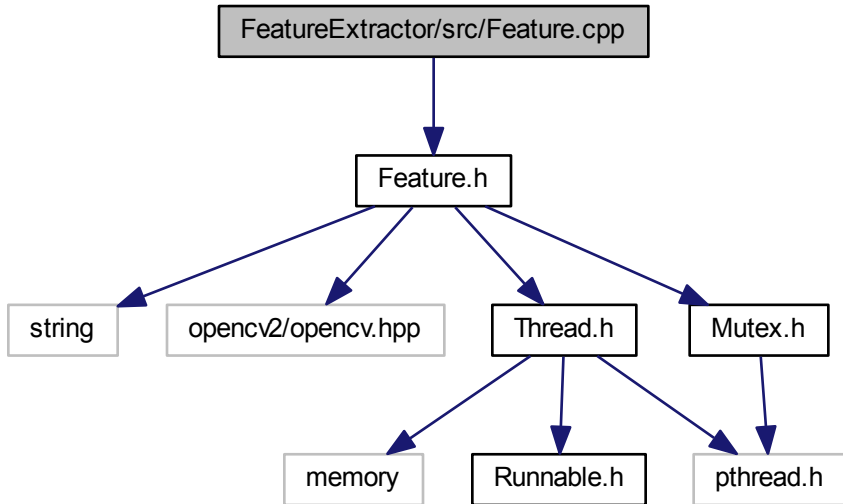 FeatureExtractor/src/Feature.cpp
Feature.h
string
opencv2/opencv.hpp
Thread.h
Mutex.h
memory
Runnable.h
pthread.h